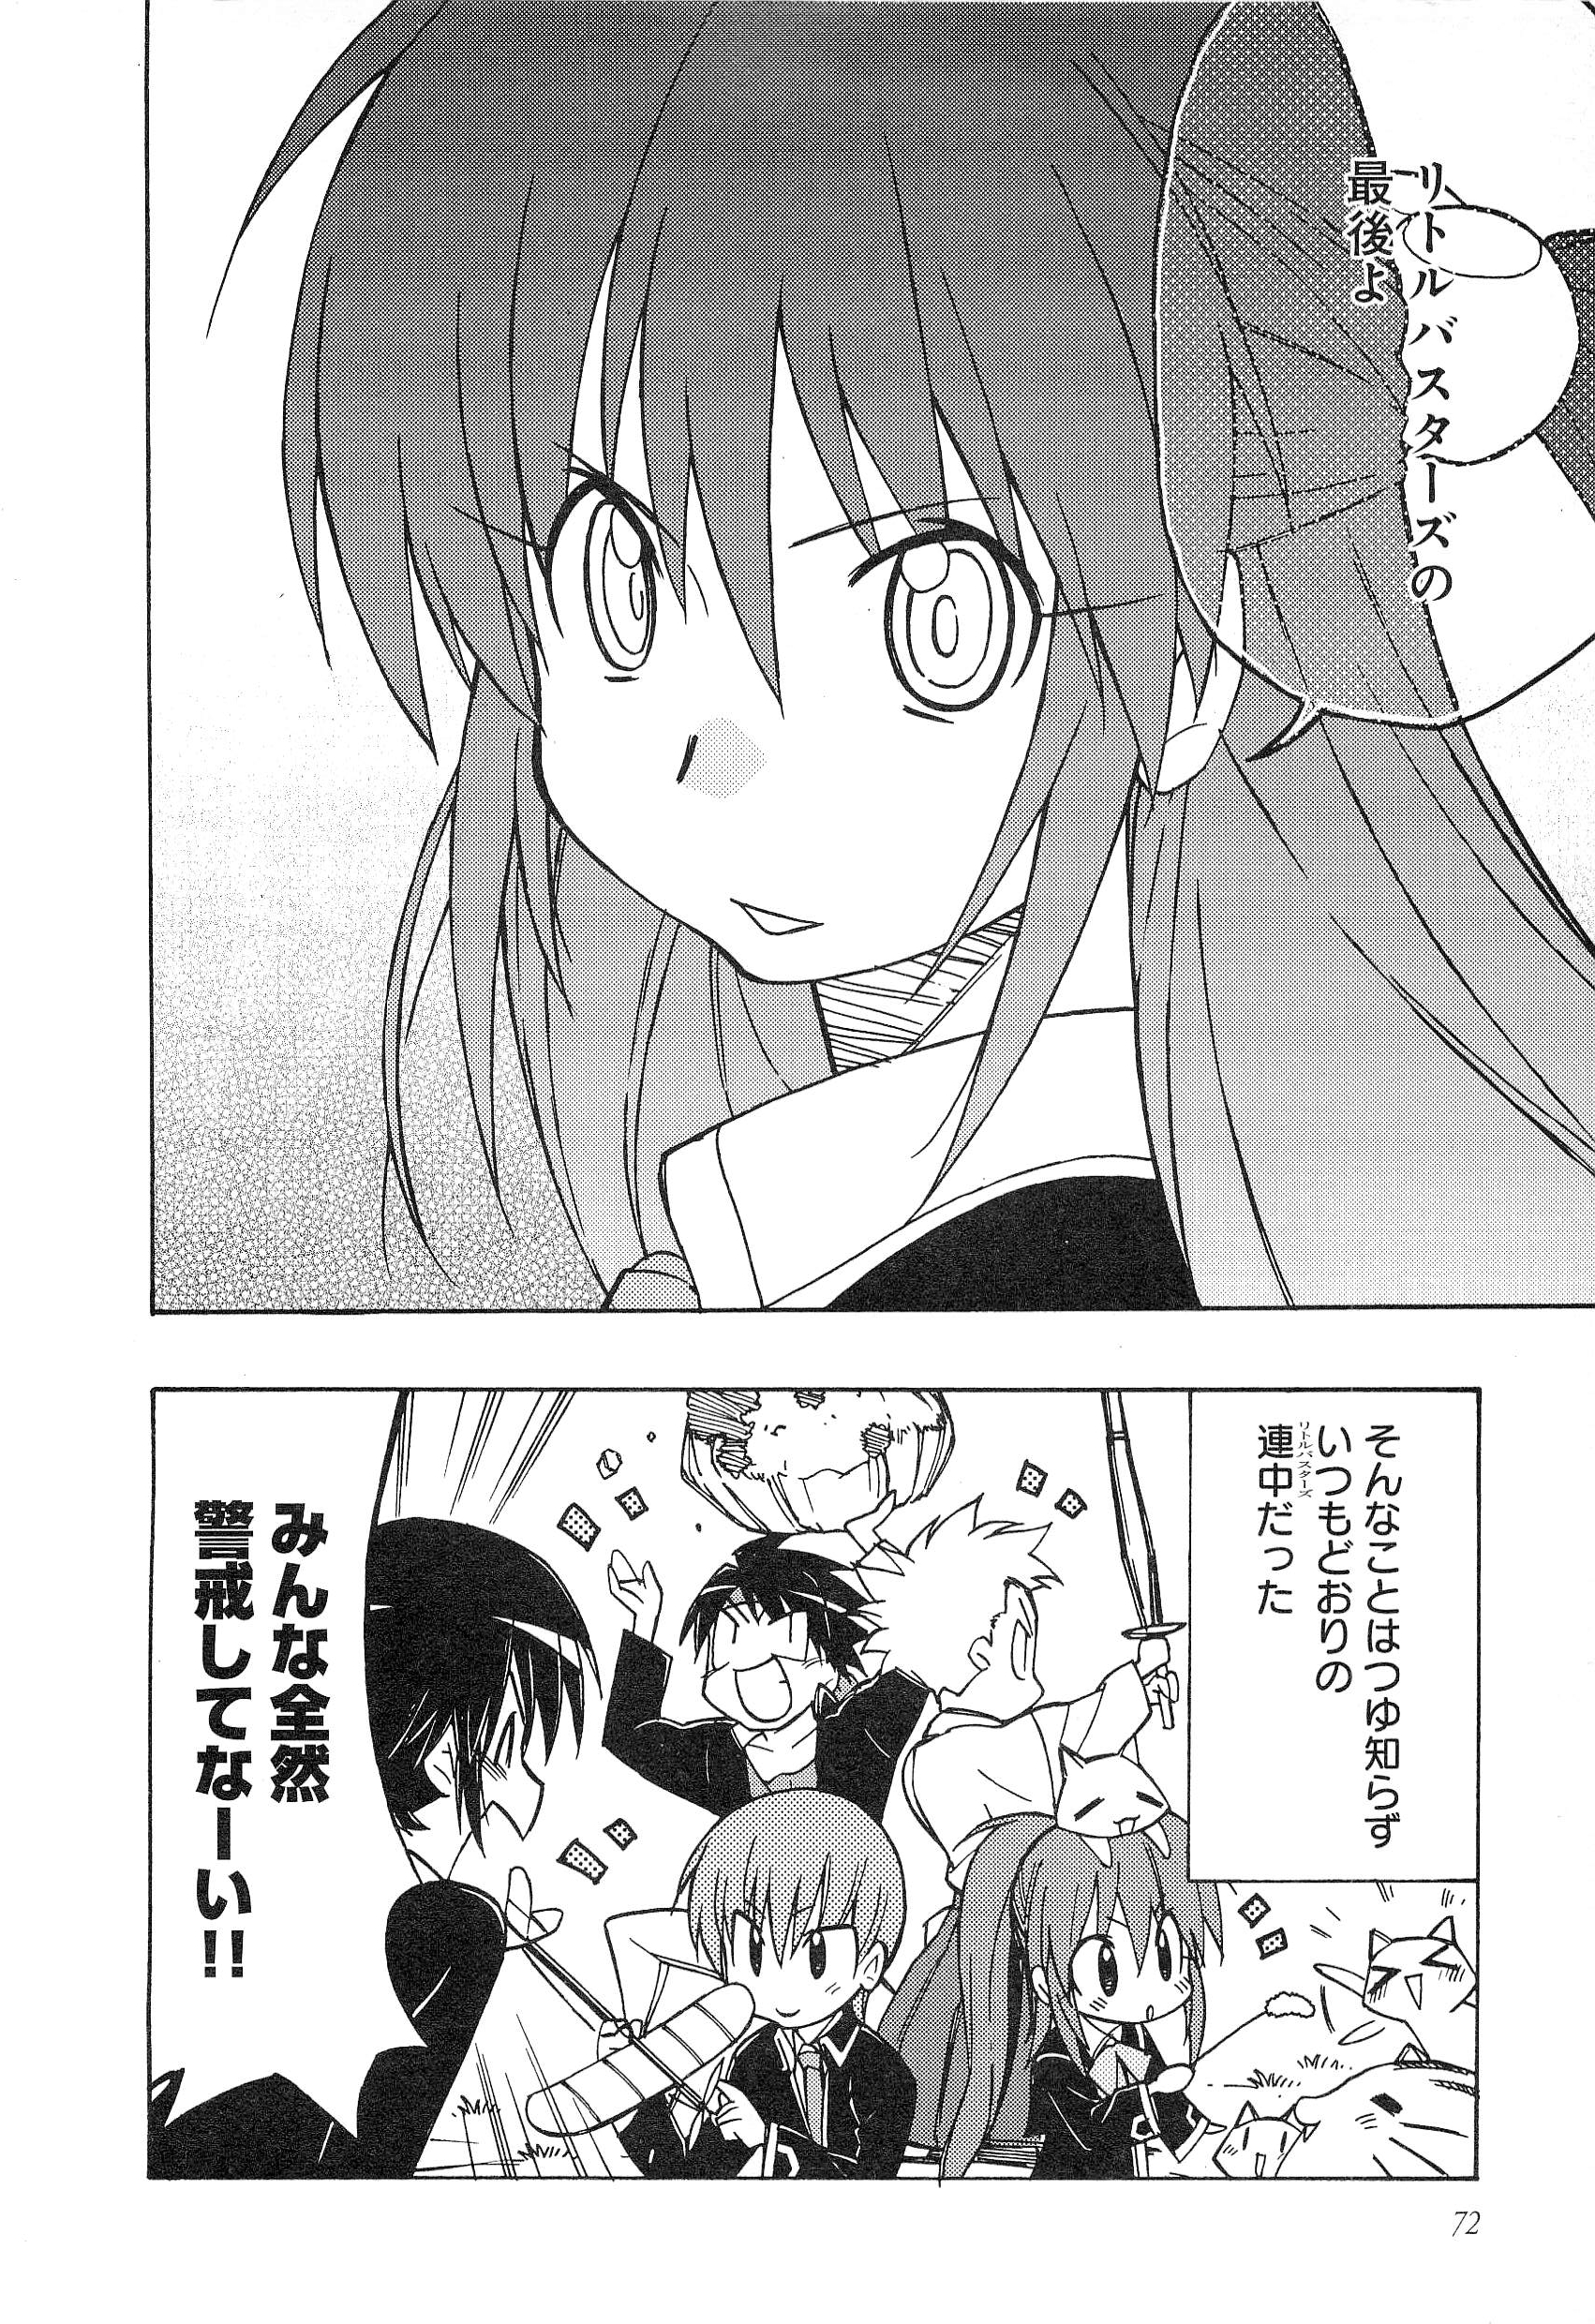 リトルバスターズの
最後よ
そんなことはつゆ知らず
いつもどおりの
リトルバスターズ
連中だった
みんな全然
警戒してなーい!!
72